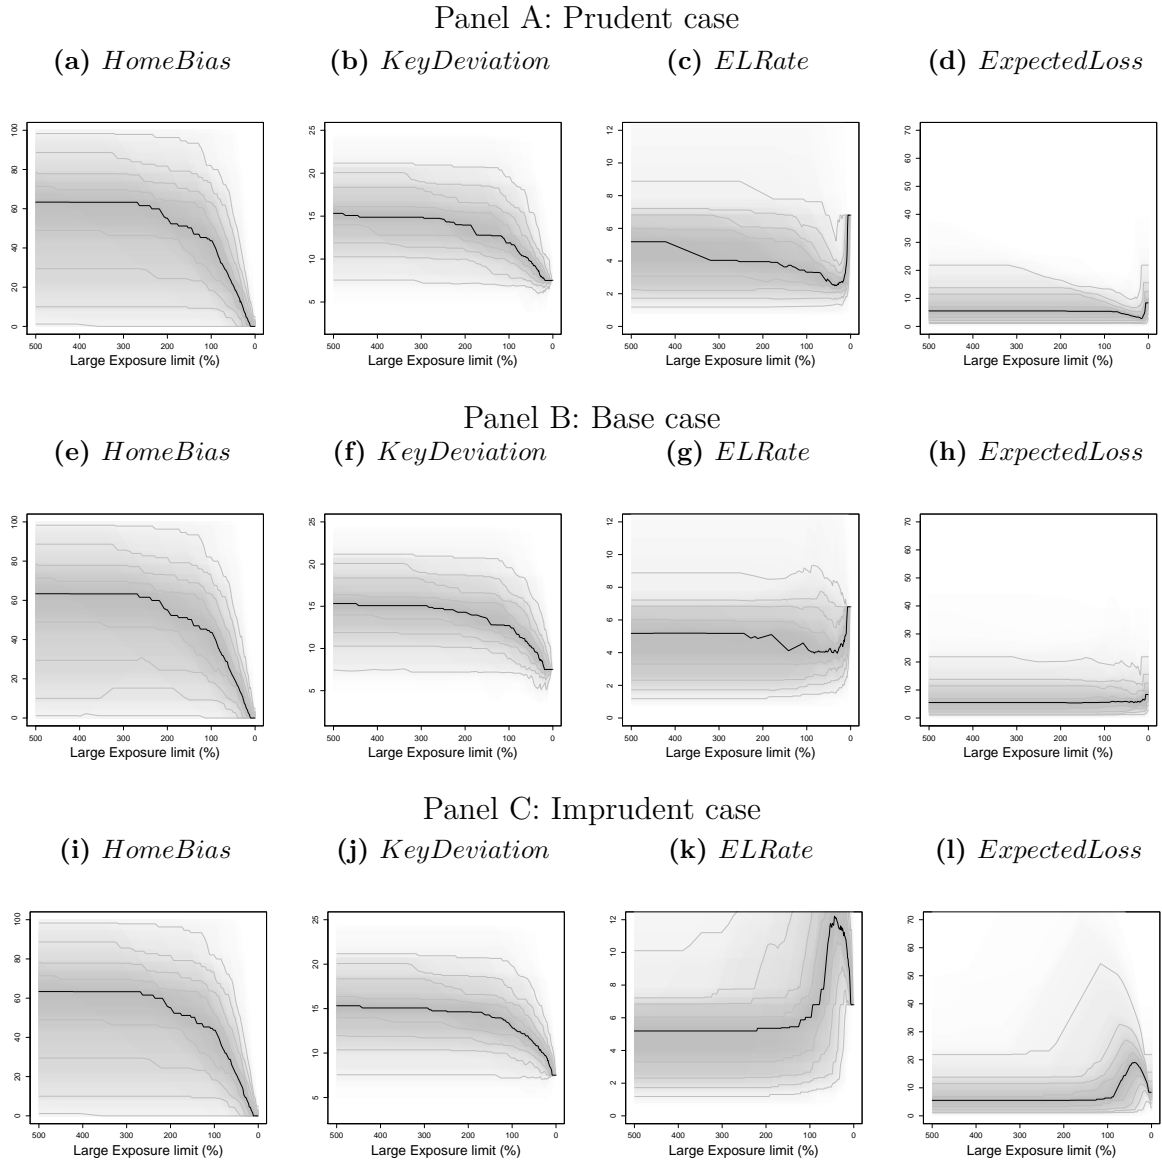 Panel A: Prudent case
(a) HomeBias (b) KeyDeviation (c) ELRate (d) ExpectedLoss
0 20 40 60 80 100
5 10 15 20 25
0 2 4 6 8 10 12
0 10 20 30 40 50 60 70
500 400 300 200 100 0 500 400 300 200 100 0 500 400 300 200 100 0 500 400 300 200 100 0
Large Exposure limit (%) Large Exposure limit (%) Large Exposure limit (%) Large Exposure limit (%)
Panel B: Base case
(e) HomeBias (f) KeyDeviation (g) ELRate (h) ExpectedLoss
0 20 40 60 80 100
5 10 15 20 25
0 2 4 6 8 10 12
0 10 20 30 40 50 60 70
500 400 300 200 100 0 500 400 300 200 100 0 500 400 300 200 100 0 500 400 300 200 100 0
Large Exposure limit (%) Large Exposure limit (%) Large Exposure limit (%) Large Exposure limit (%)
Panel C: Imprudent case
(i) HomeBias (j) KeyDeviation (k) ELRate (l) ExpectedLoss
0 20 40 60 80 100
5 10 15 20 25
0 2 4 6 8 10 12
0 10 20 30 40 50 60 70
500 400 300 200 100 0 500 400 300 200 100 0 500 400 300 200 100 0 500 400 300 200 100 0
Large Exposure limit (%) Large Exposure limit (%) Large Exposure limit (%) Large Exposure limit (%)